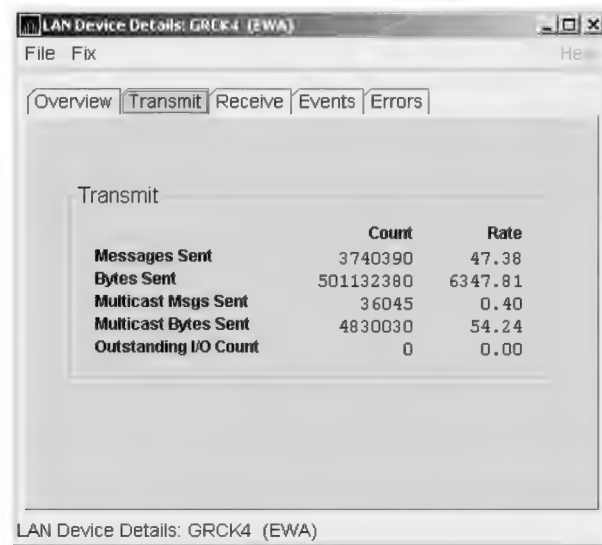 LAN Device Details: GRCK4 (EWA)
File Fix
Overview Transmit Receive Events Errors
Transmit
Count Rate
Messages Sent 3740390 47.38
Bytes Sent 501132380 6347.81
Multicast Msgs Sent 36045 0.40
Multicast Bytes Sent 4830030 54.24
Outstanding I/O Count 0 0.00
LAN Device Details: GRCK4 (EWA)